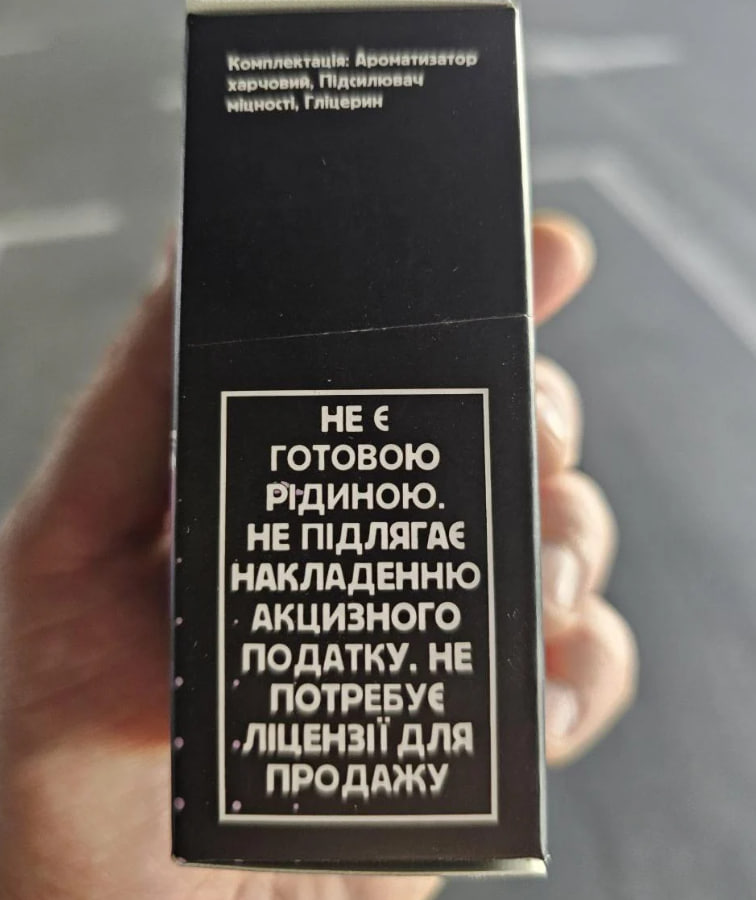 Комплектація: Ароматизатор
харчовий, Підсилювач
міцності, Гліцерин
НЕ Є
ГОТОВОЮ
РІДИНОЮ.
НЕ ПІДЛЯГАЄ
НАКЛАДЕННЮ
АКЦИЗНОГО
ПОДАТКУ. НЕ
ПОТРЕБУЄ
ЛІЦЕНЗІЇ ДЛЯ
ПРОДАЖУ